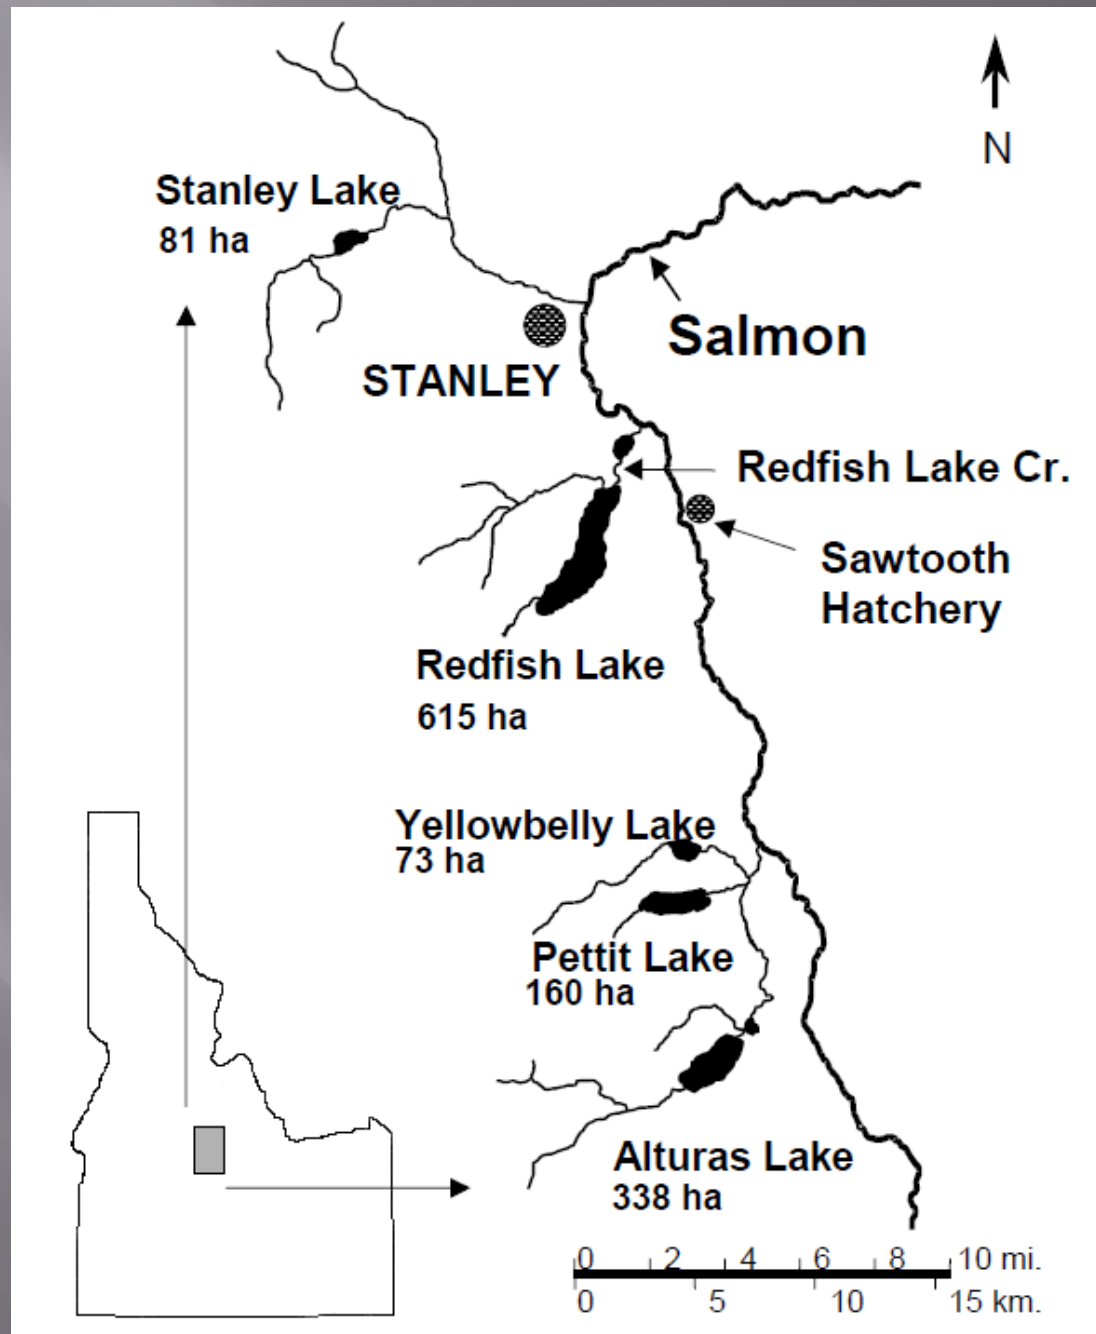 N
Stanley Lake
81 ha
Salmon
STANLEY
Redfish Lake Cr.
Sawtooth
Hatchery
Redfish Lake
615 ha
Yellowbelly Lake
73 ha
Pettit Lake
160 ha
Alturas Lake
338 ha
0 2 4 6 8 10 mi.
0 5 10 15 km.